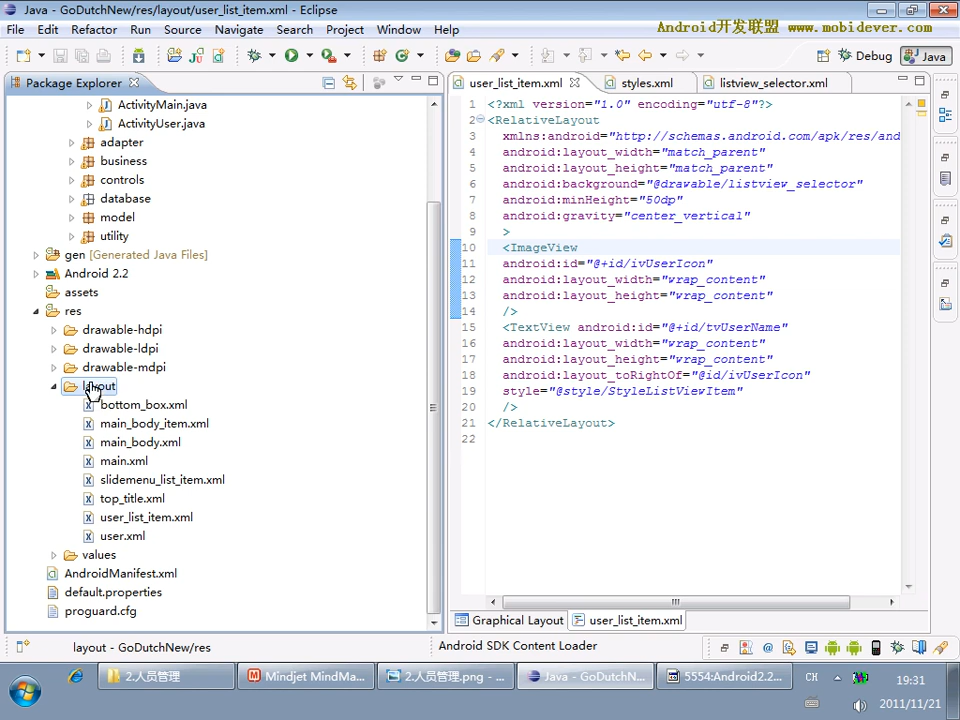 Java - GoDutchNew/res/layout/user_list_item.xml - Eclipse
File Edit Refactor Run Source Navigate Search Project Window Help
Android开发联盟 www.mobidever.com
Debug Java
Package Explorer
ActivityMain.java
ActivityUser.java
adapter
business
controls
database
model
utility
gen [Generated Java Files]
Android 2.2
assets
res
drawable-hdpi
drawable-ldpi
drawable-mdpi
layout
bottom_box.xml
main_body_item.xml
main_body.xml
main.xml
slidemenu_list_item.xml
top_title.xml
user_list_item.xml
user.xml
values
AndroidManifest.xml
default.properties
proguard.cfg
user_list_item.xml styles.xml listview_selector.xml
1 <?xml version="1.0" encoding="utf-8"?>
2 <RelativeLayout
3 xmlns:android="http://schemas.android.com/apk/res/and
4 android:layout_width="match_parent"
5 android:layout_height="match_parent"
6 android:background="@drawable/listview_selector"
7 android:minHeight="50dp"
8 android:gravity="center_vertical"
9 >
10 <ImageView
11 android:id="@+id/ivUserIcon"
12 android:layout_width="wrap_content"
13 android:layout_height="wrap_content"
14 />
15 <TextView android:id="@+id/tvUserName"
16 android:layout_width="wrap_content"
17 android:layout_height="wrap_content"
18 android:layout_toRightOf="@id/ivUserIcon"
19 style="@style/StyleListViewItem"
20 />
21 </RelativeLayout>
22
Graphical Layout user_list_item.xml
layout - GoDutchNew/res
Android SDK Content Loader
2.人员管理
Mindjet MindMa...
2.人员管理.png - ...
Java - GoDutchN...
5554:Android2.2...
CH
19:31
2011/11/21